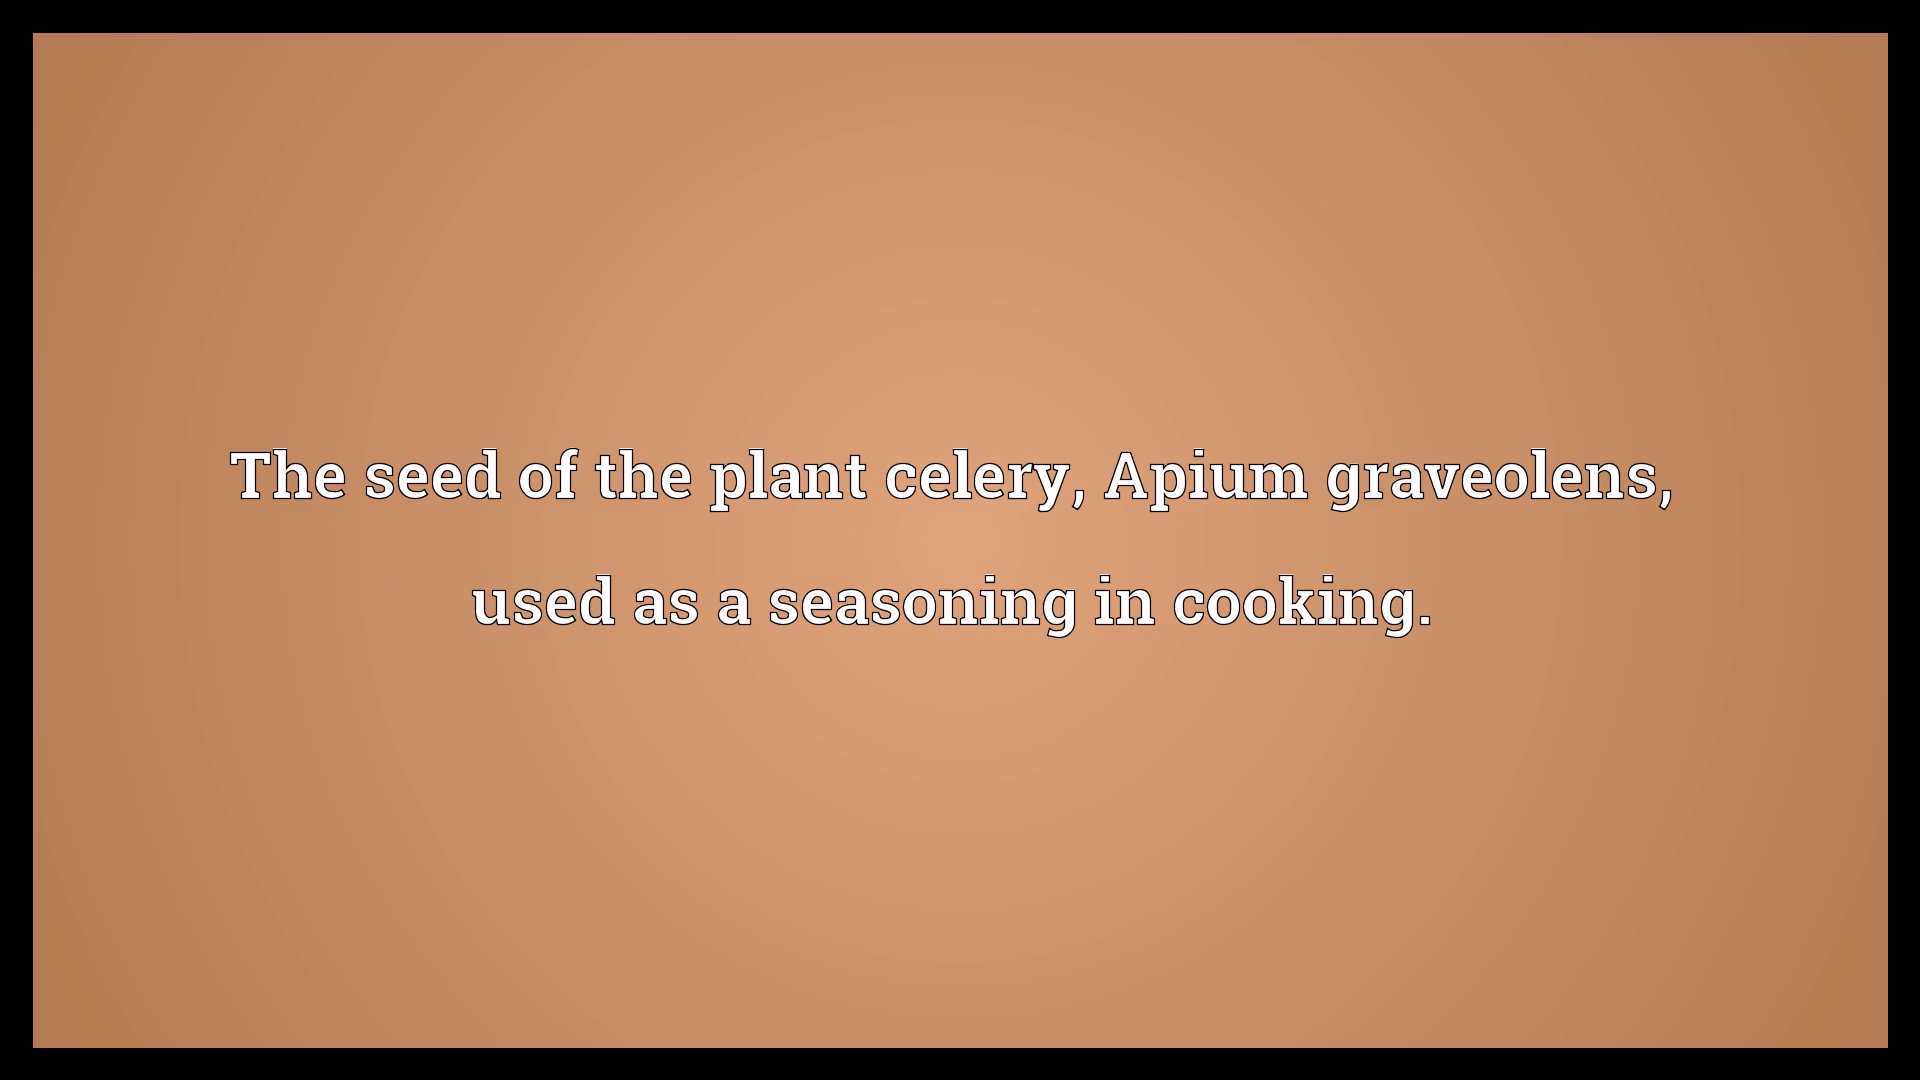 The seed of the plant celery, Apium graveolens,
used as a seasoning in cooking.